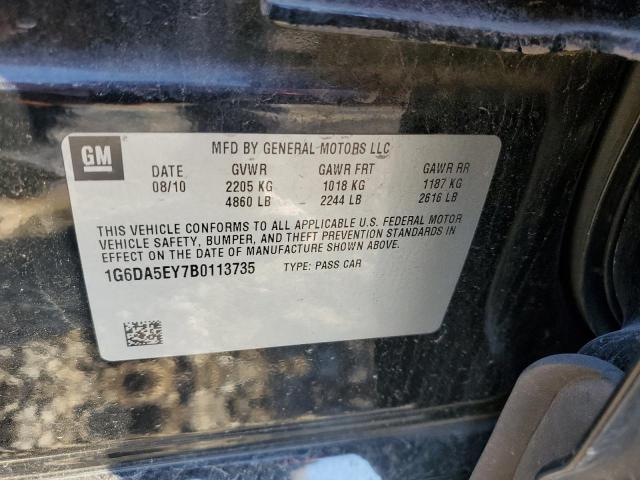 GM
MFD BY GENERAL MOTORS LLC
DATE GVWR GAWR FRT GAWR RR
08/10 2205 KG 1018 KG 1187 KG
4860 LB - 2244 LB - 2616 LB
THIS VEHICLE CONFORMS TO ALL APPLICABLE U.S. FEDERAL MOTOR
VEHICLE SAFETY, BUMPER, AND THEFT PREVENTION STANDARDS IN
EFFECT ON THE DATE OF MANUFACTURE SHOWN ABOVE.
1G6DA5EY7B0113735 TYPE: PASS CAR